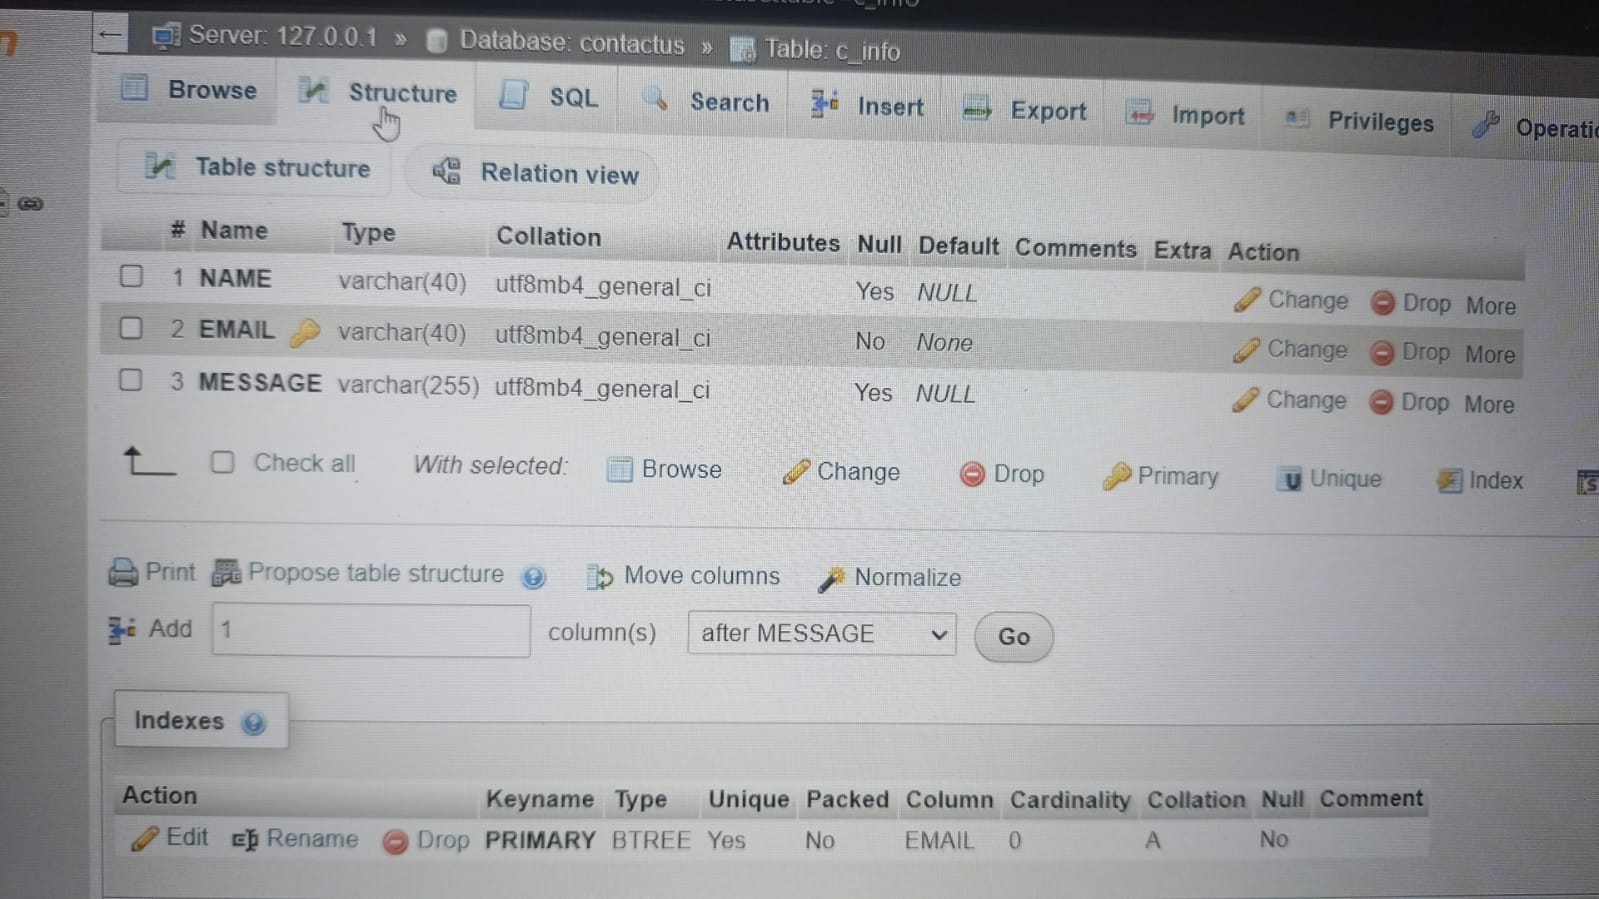 Server: 127.0.0.1 » Database: contactus » Table: c_info
Browse Structure SQL Search Insert Export Import Privileges
Table structure Relation view
# Name Type Collation Attributes Null Default Comments Extra Action
1 NAME varchar(40) utf8mb4_general_ci Yes NULL Change Drop More
2 EMAIL varchar(40) utf8mb4_general_ci No None Change Drop More
3 MESSAGE varchar(255) utf8mb4_general_ci Yes NULL Change Drop More
Check all With selected: Browse Change Drop Primary Unique Index
Print Propose table structure Move columns Normalize
Add 1 column(s) after MESSAGE Go
Indexes
Action Keyname Type Unique Packed Column Cardinality Collation Null Comment
Edit Rename Drop PRIMARY BTREE Yes No EMAIL 0 A No